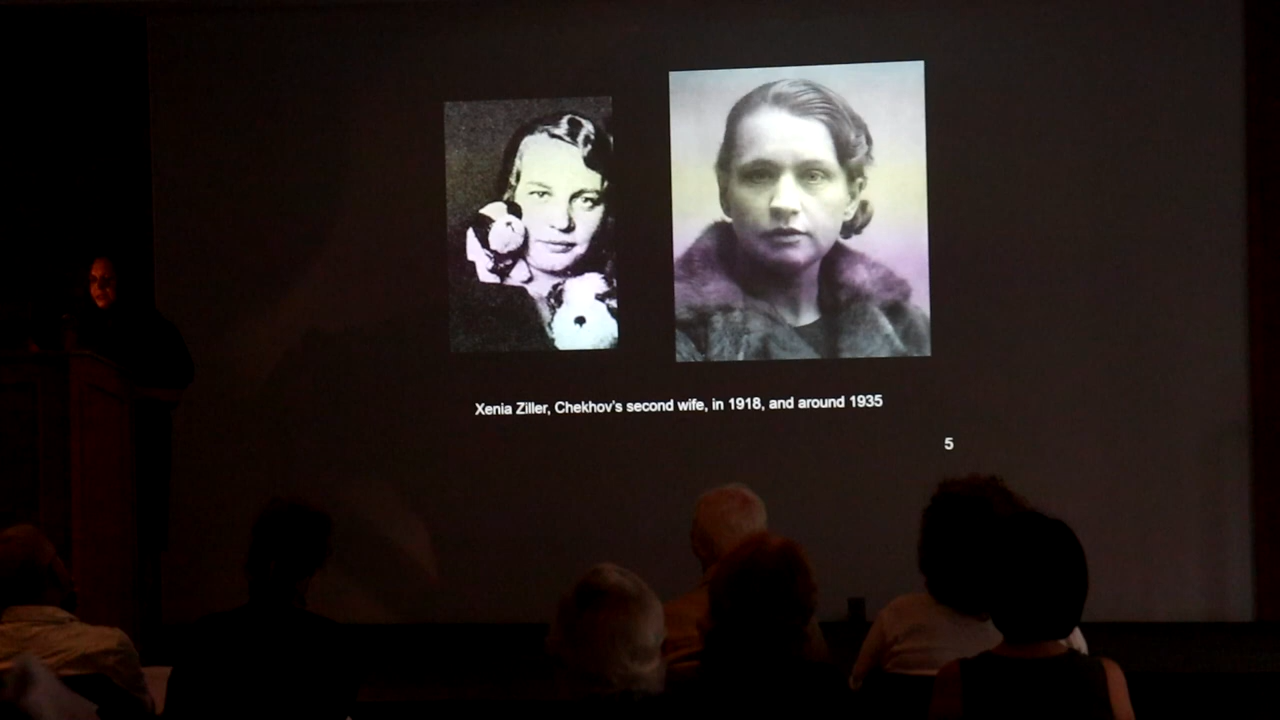 Xenia Ziller, Chekhov's second wife, in 1918, and around 1935
5